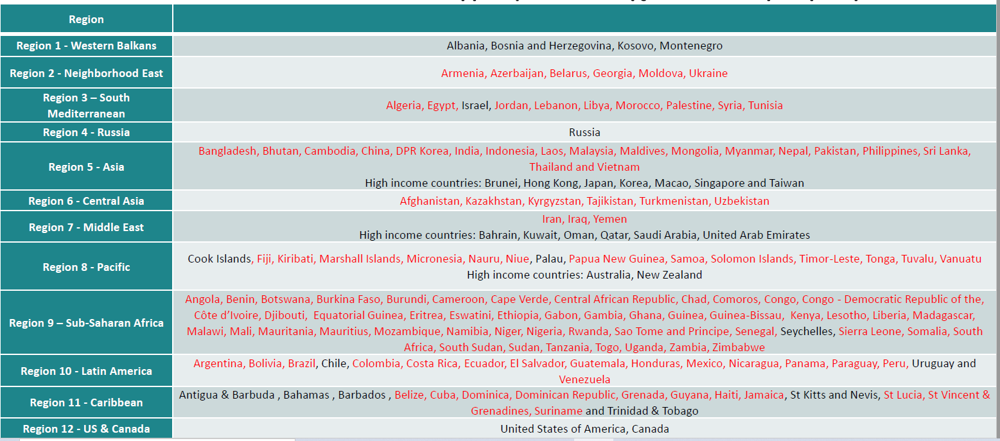 Region
Region 1 - Western Balkans
Albania, Bosnia and Herzegovina, Kosovo, Montenegro
Region 2 - Neighborhood East
Armenia, Azerbaijan, Belarus, Georgia, Moldova, Ukraine
Region 3 – South
Mediterranean
Algeria, Egypt, Israel, Jordan, Lebanon, Libya, Morocco, Palestine, Syria, Tunisia
Region 4 - Russia
Russia
Region 5 - Asia
Bangladesh, Bhutan, Cambodia, China, DPR Korea, India, Indonesia, Laos, Malaysia, Maldives, Mongolia, Myanmar, Nepal, Pakistan, Philippines, Sri Lanka,
Thailand and Vietnam
High income countries: Brunei, Hong Kong, Japan, Korea, Macao, Singapore and Taiwan
Region 6 - Central Asia
Afghanistan, Kazakhstan, Kyrgyzstan, Tajikistan, Turkmenistan, Uzbekistan
Region 7 - Middle East
Iran, Iraq, Yemen
High income countries: Bahrain, Kuwait, Oman, Qatar, Saudi Arabia, United Arab Emirates
Region 8 - Pacific
Cook Islands, Fiji, Kiribati, Marshall Islands, Micronesia, Nauru, Niue, Palau, Papua New Guinea, Samoa, Solomon Islands, Timor-Leste, Tonga, Tuvalu, Vanuatu
High income countries: Australia, New Zealand
Region 9 – Sub-Saharan Africa
Angola, Benin, Botswana, Burkina Faso, Burundi, Cameroon, Cape Verde, Central African Republic, Chad, Comoros, Congo, Congo - Democratic Republic of the,
Côte d’Ivoire, Djibouti, Equatorial Guinea, Eritrea, Eswatini, Ethiopia, Gabon, Gambia, Ghana, Guinea, Guinea-Bissau, Kenya, Lesotho, Liberia, Madagascar,
Malawi, Mali, Mauritania, Mauritius, Mozambique, Namibia, Niger, Nigeria, Rwanda, Sao Tome and Principe, Senegal, Seychelles, Sierra Leone, Somalia, South
Africa, South Sudan, Sudan, Tanzania, Togo, Uganda, Zambia, Zimbabwe
Region 10 - Latin America
Argentina, Bolivia, Brazil, Chile, Colombia, Costa Rica, Ecuador, El Salvador, Guatemala, Honduras, Mexico, Nicaragua, Panama, Paraguay, Peru, Uruguay and
Venezuela
Region 11 - Caribbean
Antigua & Barbuda , Bahamas , Barbados , Belize, Cuba, Dominica, Dominican Republic, Grenada, Guyana, Haiti, Jamaica, St Kitts and Nevis, St Lucia, St Vincent &
Grenadines, Suriname and Trinidad & Tobago
Region 12 - US & Canada
United States of America, Canada